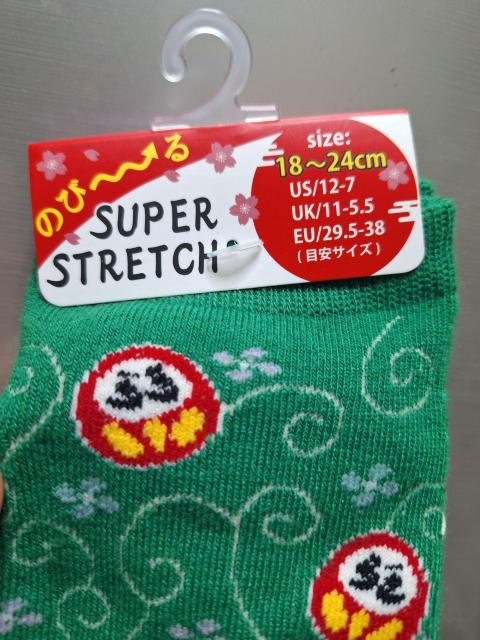 のび〜〜る
SUPER
STRETCH
size:
18～24cm
US/12-7
UK/11-5.5
EU/29.5-38
(目安サイズ)